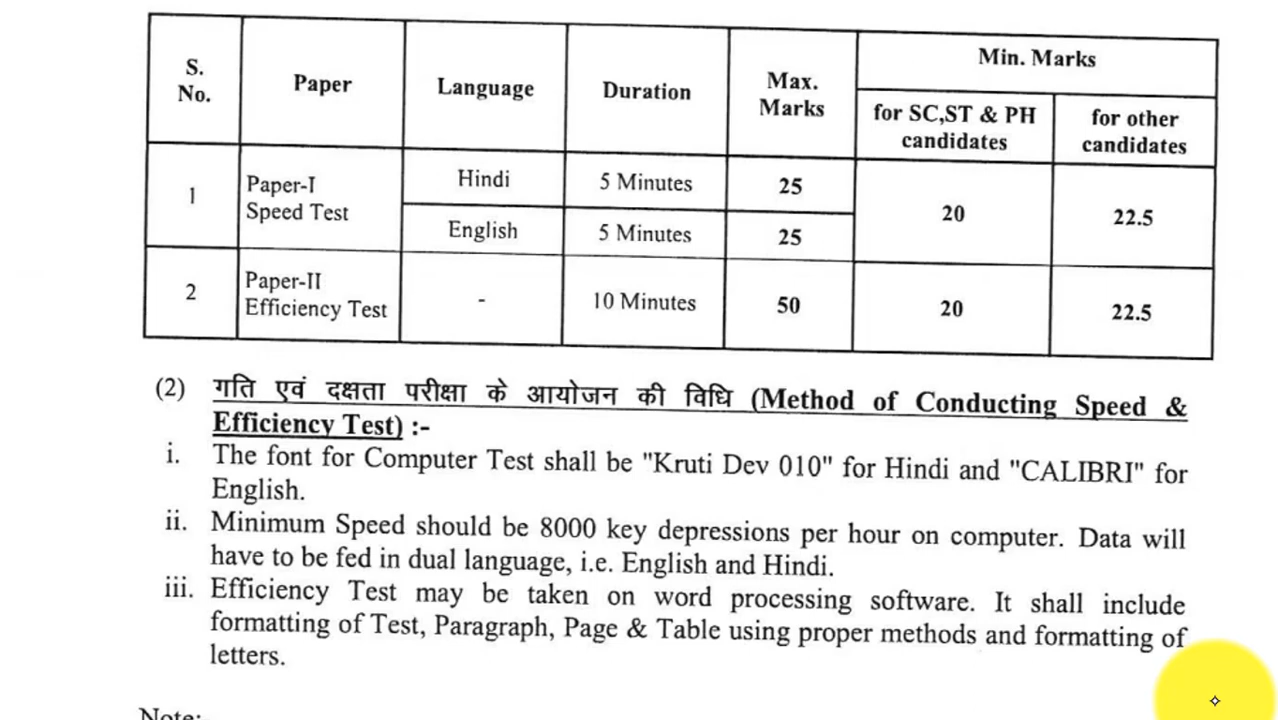 S. No. Paper Language Duration Max. Marks Min. Marks
for SC,ST & PH candidates for other candidates
1 Paper-I Speed Test Hindi 5 Minutes 25 20 22.5
English 5 Minutes 25
2 Paper-II Efficiency Test - 10 Minutes 50 20 22.5
(2) गति एवं दक्षता परीक्षा के आयोजन की विधि (Method of Conducting Speed &
Efficiency Test) :-
i. The font for Computer Test shall be "Kruti Dev 010" for Hindi and "CALIBRI" for
English.
ii. Minimum Speed should be 8000 key depressions per hour on computer. Data will
have to be fed in dual language, i.e. English and Hindi.
iii. Efficiency Test may be taken on word processing software. It shall include
formatting of Test, Paragraph, Page & Table using proper methods and formatting of
letters.
Note:-